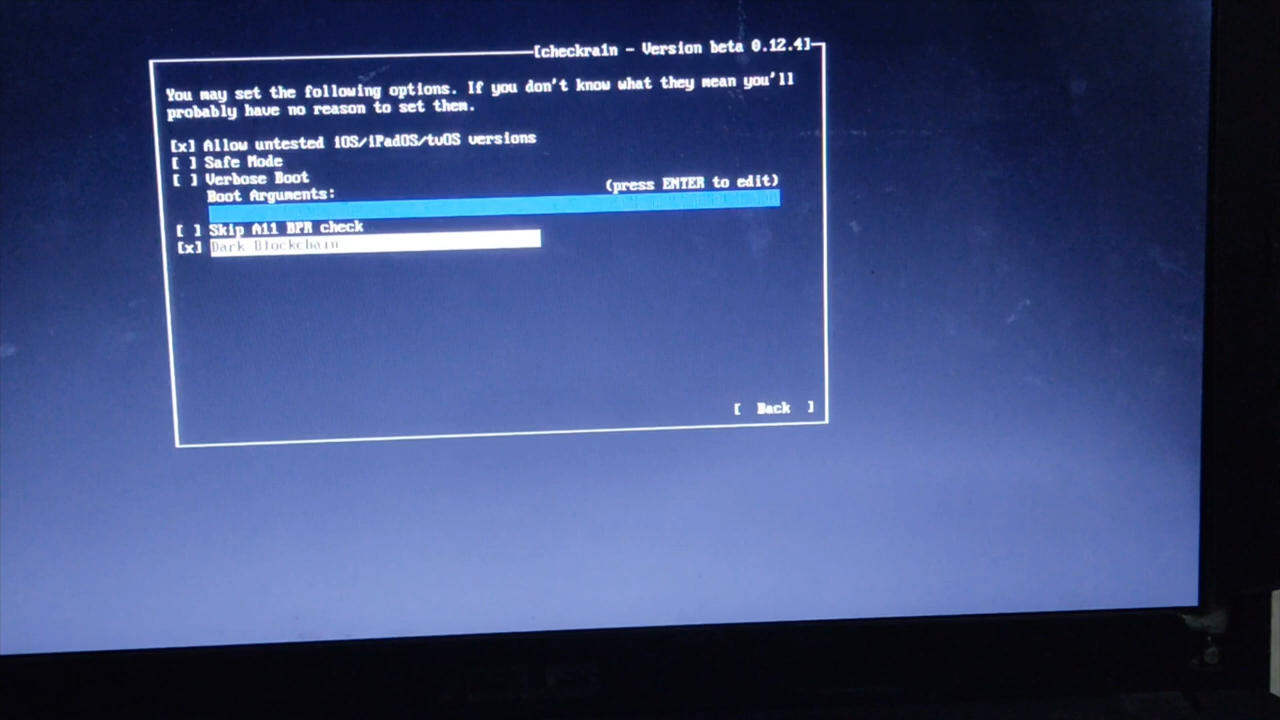 [checkra1n - Version beta 0.12.4]
You may set the following options. If you don't know what they mean you'll
probably have no reason to set them.
[x] Allow untested iOS/iPadOS/tvOS versions
[ ] Safe Mode
[ ] Verbose Boot
Boot Arguments: (press ENTER to edit)
[ ] Skip A11 BPR check
[x] Dark Blockchain
[ Back ]